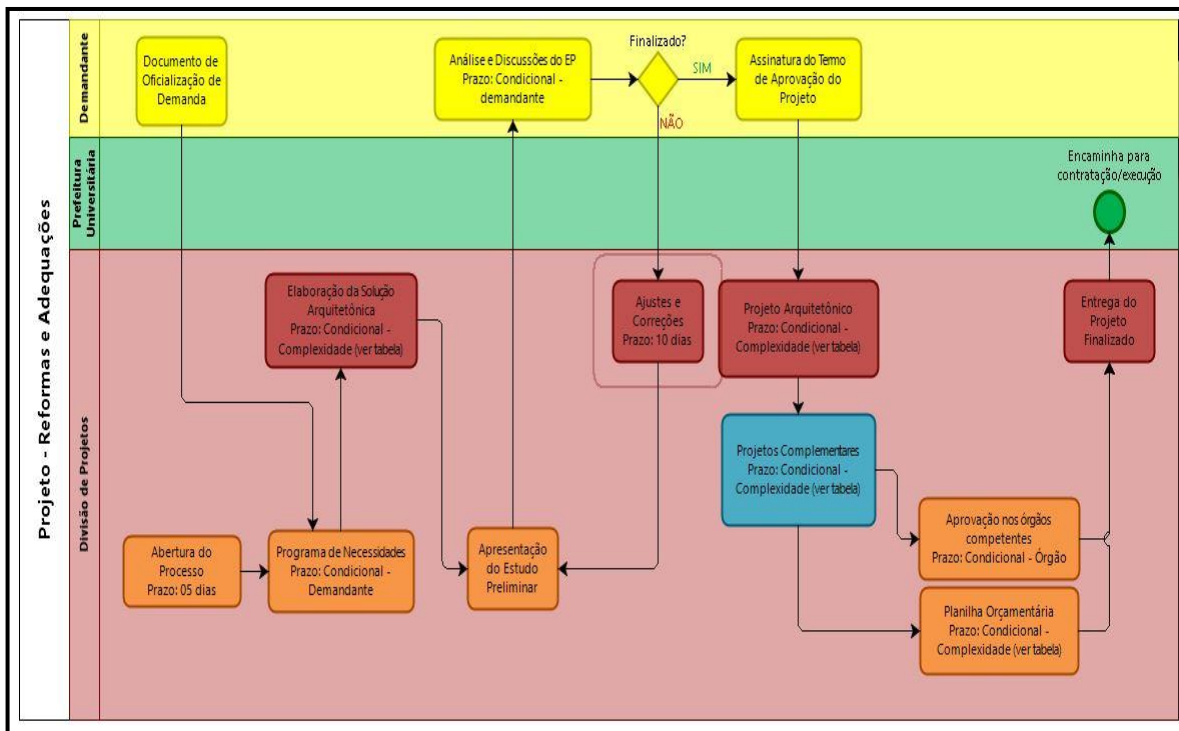 Projeto - Reformas e Adequações
Demandante
Documento de
Oficialização de
Demanda
Análise e Discussões do EP
Prazo: Condicional -
demandante
Finalizado?
SIM
NÃO
Assinatura do Termo
de Aprovação do
Projeto
Prefeitura
Universitária
Encaminha para
contratação/execução
Divisão de Projetos
Elaboração da Solução
Arquitetônica
Prazo: Condicional -
Complexidade (ver tabela)
Ajustes e
Correções
Prazo: 10 dias
Projeto Arquitetônico
Prazo: Condicional -
Complexidade (ver tabela)
Entrega do
Projeto
Finalizado
Projetos Complementares
Prazo: Condicional -
Complexidade (ver tabela)
Abertura do
Processo
Prazo: 05 dias
Programa de Necessidades
Prazo: Condicional -
Demandante
Apresentação
do Estudo
Preliminar
Aprovação nos órgãos
competentes
Prazo: Condicional - Órgão
Planilha Orçamentária
Prazo: Condicional -
Complexidade (ver tabela)